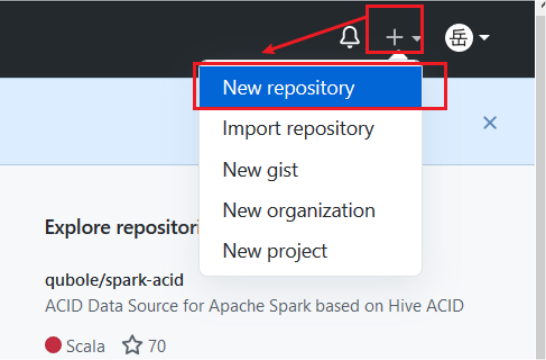 岳
New repository
Import repository
New gist
New organization
New project
Explore repositori
qubole/spark-acid
ACID Data Source for Apache Spark based on Hive ACID
Scala 70